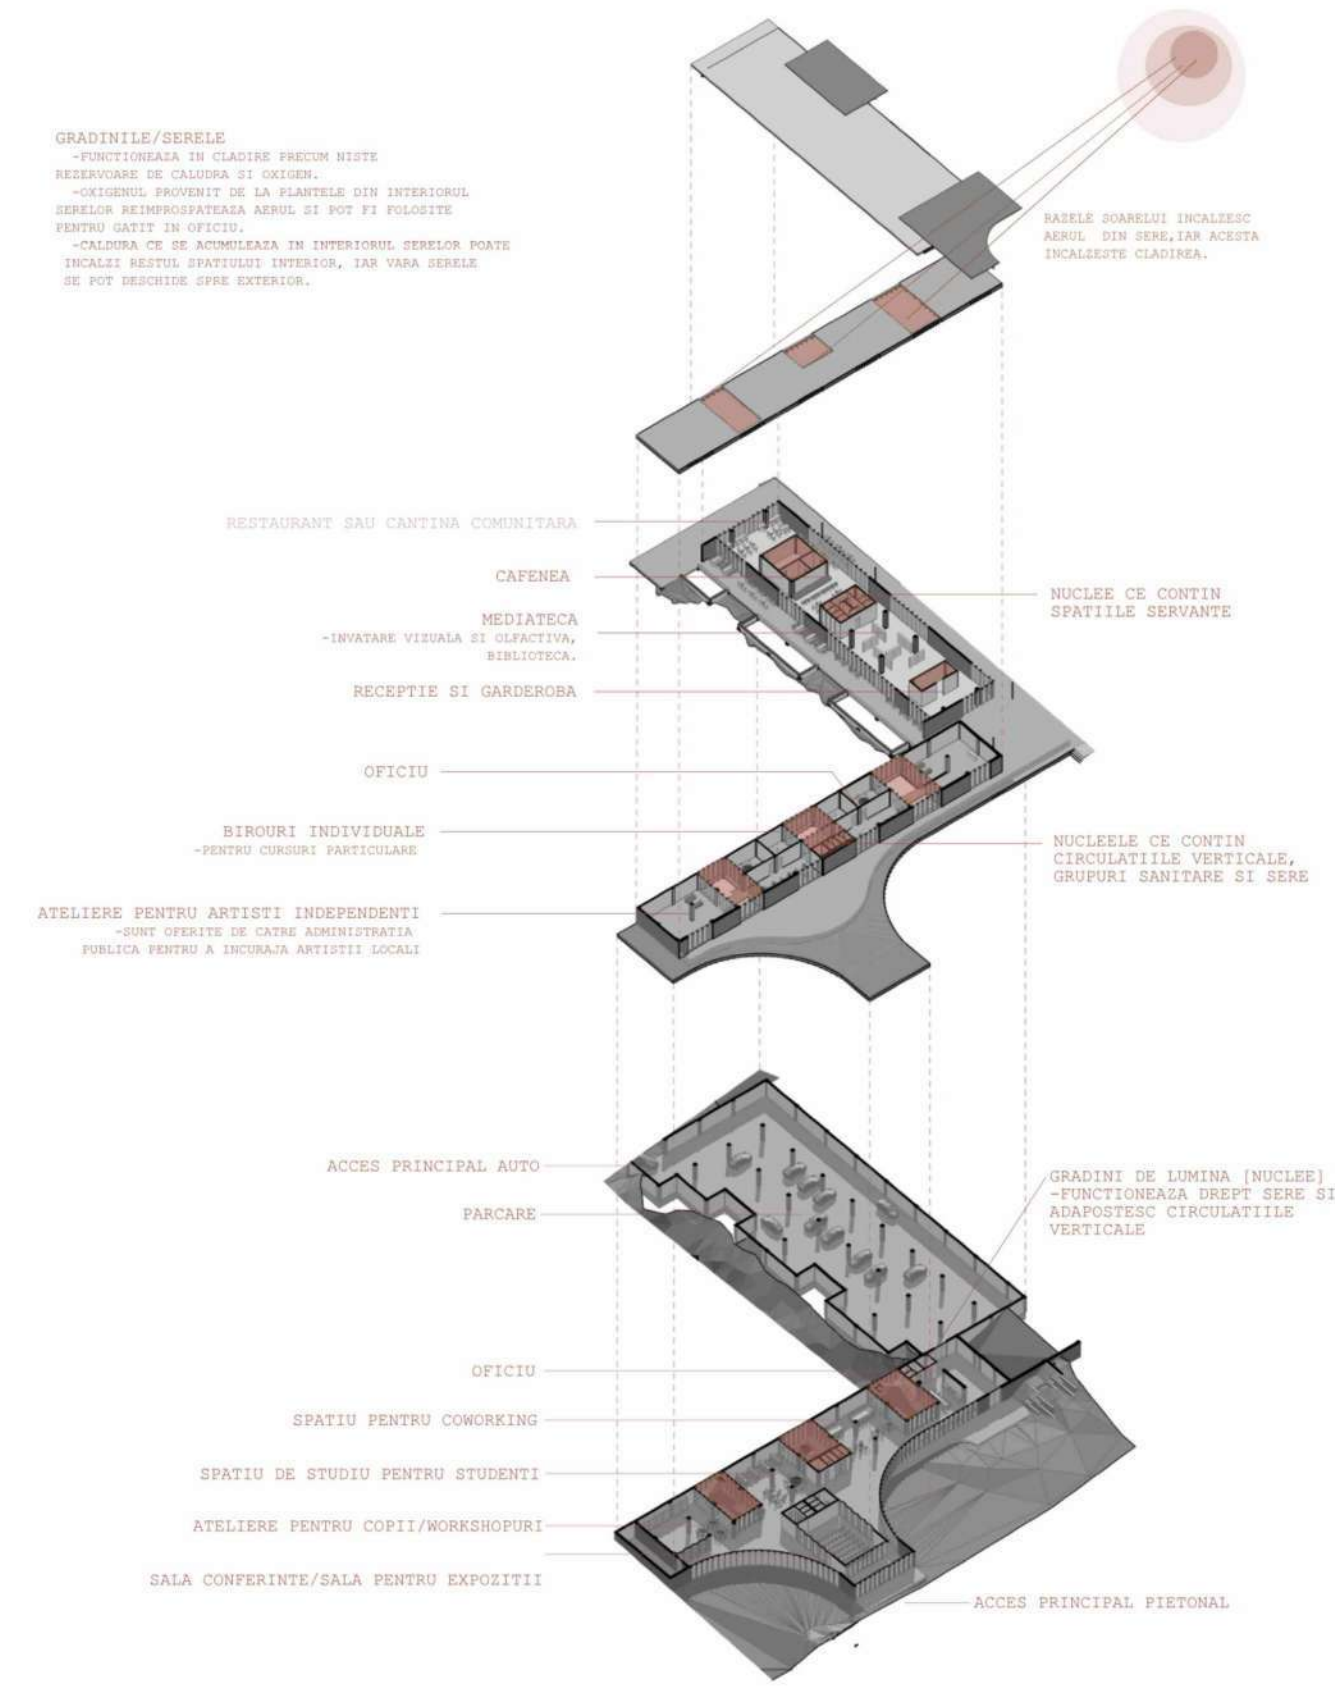 GRADINILE/SERELE
-FUNCTIONEAZA IN CLADIRE PRECUM NISTE
REZERVOARE DE CALUDRA SI OXIGEN.
-OXIGENUL PROVENIT DE LA PLANTELE DIN INTERIORUL
SERELOR REIMPROSPATEAZA AERUL SI POT FI FOLOSITE
PENTRU GATIT IN OFICIU.
-CALDURA CE SE ACUMULEAZA IN INTERIORUL SERELOR POATE
INCALZI RESTUL SPATIULUI INTERIOR, IAR VARA SERELE
SE POT DESCHIDE SPRE EXTERIOR.
RAZELE SOARELUI INCALZESC
AERUL DIN SERE,IAR ACESTA
INCALZESTE CLADIREA.
RESTAURANT SAU CANTINA COMUNITARA
CAFENEA
MEDIATECA
-INVATARE VIZUALA SI OLFACTIVA,
BIBLIOTECA.
RECEPTIE SI GARDEROBA
NUCLEE CE CONTIN
SPATIILE SERVANTE
OFICIU
BIROURI INDIVIDUALE
-PENTRU CURSURI PARTICULARE
ATELIERE PENTRU ARTISTI INDEPENDENTI
-SUNT OFERITE DE CATRE ADMINISTRATIA
PUBLICA PENTRU A INCURAJA ARTISTII LOCALI
NUCLEELE CE CONTIN
CIRCULATIILE VERTICALE,
GRUPURI SANITARE SI SERE
ACCES PRINCIPAL AUTO
PARCARE
GRADINI DE LUMINA [NUCLEE]
-FUNCTIONEAZA DREPT SERE SI
ADAPOSTESC CIRCULATIILE
VERTICALE
OFICIU
SPATIU PENTRU COWORKING
SPATIU DE STUDIU PENTRU STUDENTI
ATELIERE PENTRU COPII/WORKSHOPURI
SALA CONFERINTE/SALA PENTRU EXPOZITII
ACCES PRINCIPAL PIETONAL